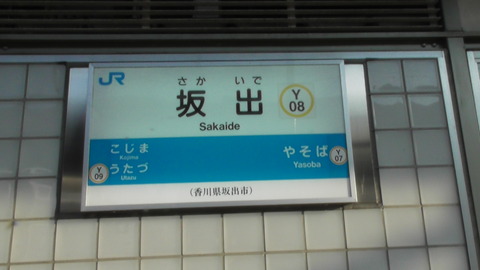 JR
さか いで
坂出
Sakaide
Y
08
こじま
Kojima
うたづ
Utazu
Y
09
やそば
Yasoba
Y
07
（香川県坂出市）